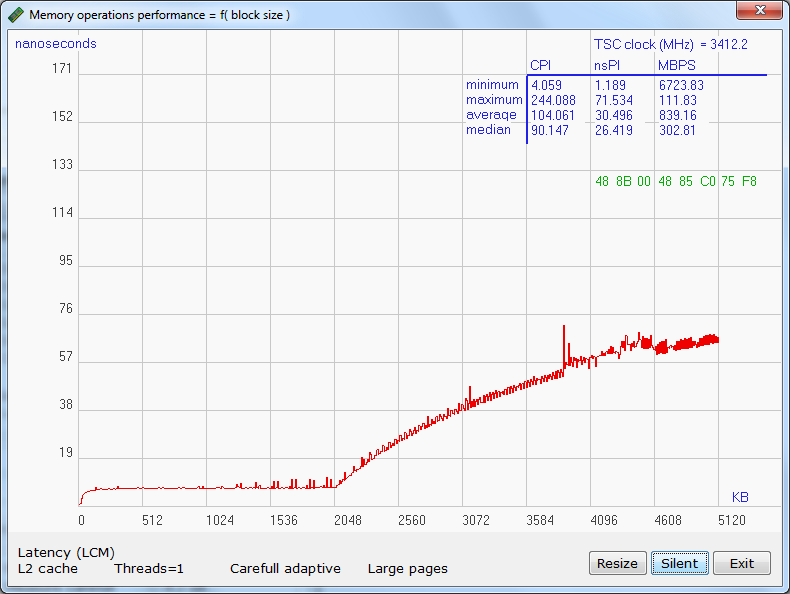 Memory operations performance = f( block size )
nanoseconds
TSC clock (MHz) = 3412.2
171
CPI nsPI MBPS
minimum 4.059 1.189 6723.83
maximum 244.088 71.534 111.83
average 104.061 30.496 839.16
median 90.147 26.419 302.81
152
133
48 8B 00 48 85 C0 75 F8
114
95
76
57
38
19
KB
0 512 1024 1536 2048 2560 3072 3584 4096 4608 5120
Latency (LCM)
L2 cache Threads=1 Carefull adaptive Large pages
Resize Silent Exit